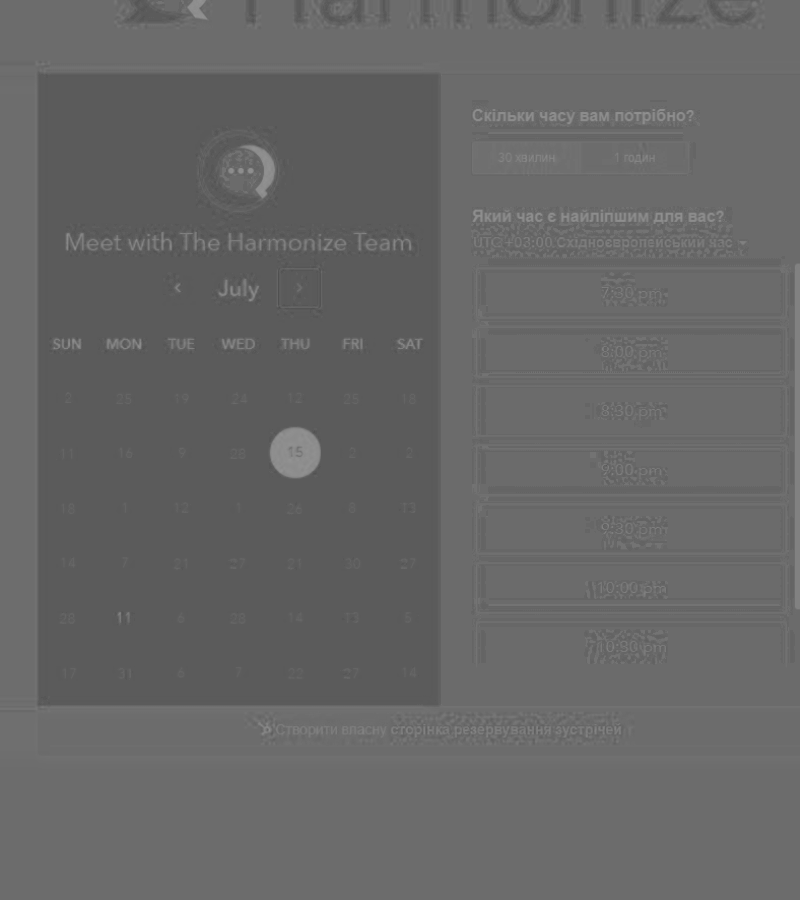 Harmonize
Meet with The Harmonize Team
July
SUN MON TUE WED THU FRI SAT
2 25 19 24 12 25 18
11 16 9 28 15 2 2
18 1 12 1 26 8 13
14 7 21 27 21 30 27
28 11 6 28 14 13 5
17 31 6 7 22 27 14
Скільки часу вам потрібно?
30 хвилин 1 годин
Який час є найліпшим для вас?
UTC +03:00 Східноєвропейський час
7:30 pm
8:00 pm
8:30 pm
9:00 pm
9:30 pm
10:00 pm
10:30 pm
Створити власну сторінка резервування зустрічей